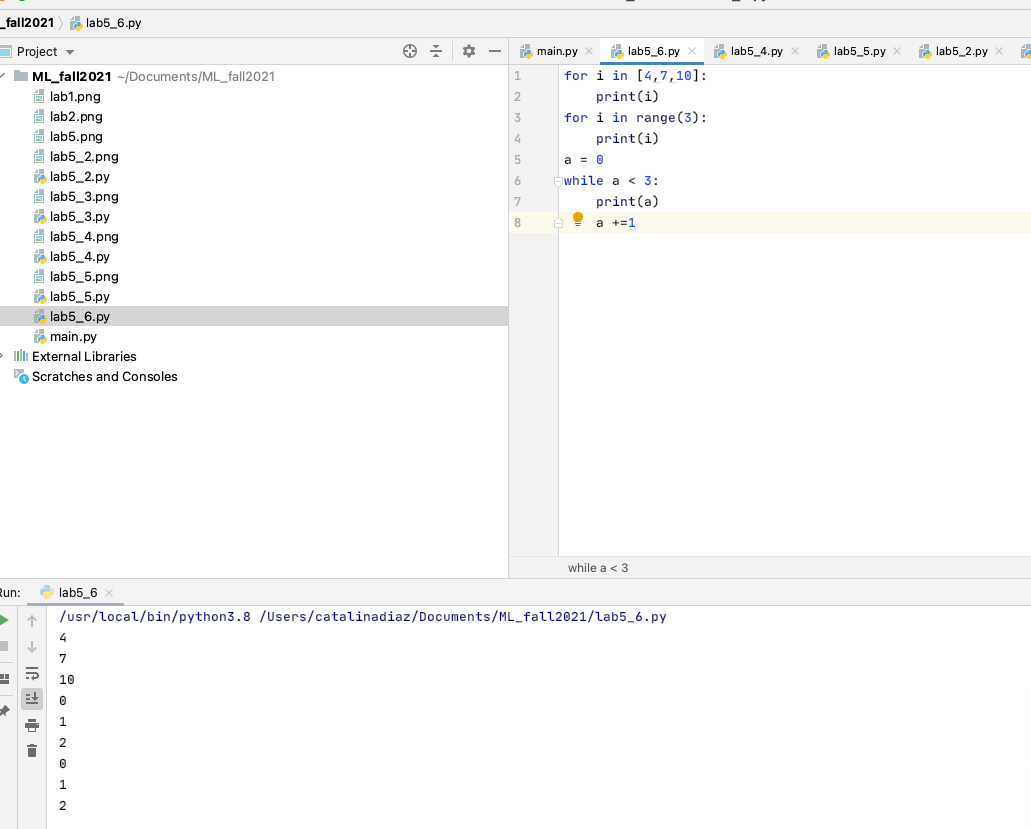 _fall2021 lab5_6.py
Project
main.py lab5_6.py lab5_4.py lab5_5.py lab5_2.py
ML_fall2021 ~/Documents/ML_fall2021
lab1.png
lab2.png
lab5.png
lab5_2.png
lab5_2.py
lab5_3.png
lab5_3.py
lab5_4.png
lab5_4.py
lab5_5.png
lab5_5.py
lab5_6.py
main.py
External Libraries
Scratches and Consoles
1 for i in [4,7,10]:
2 print(i)
3 for i in range(3):
4 print(i)
5 a = 0
6 while a < 3:
7 print(a)
8 a +=1
while a < 3
Run: lab5_6
/usr/local/bin/python3.8 /Users/catalinadiaz/Documents/ML_fall2021/lab5_6.py
4
7
10
0
1
2
0
1
2